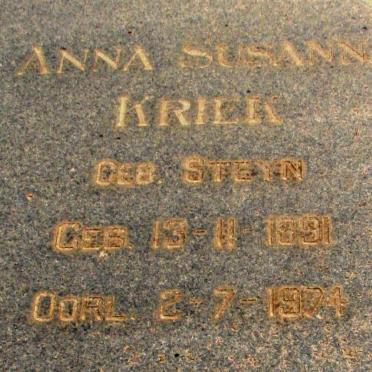 ANNA SUSANN
KRIEK
GEB. STEYN
GEB. 13-11-1891
OORL. 2-7-1974